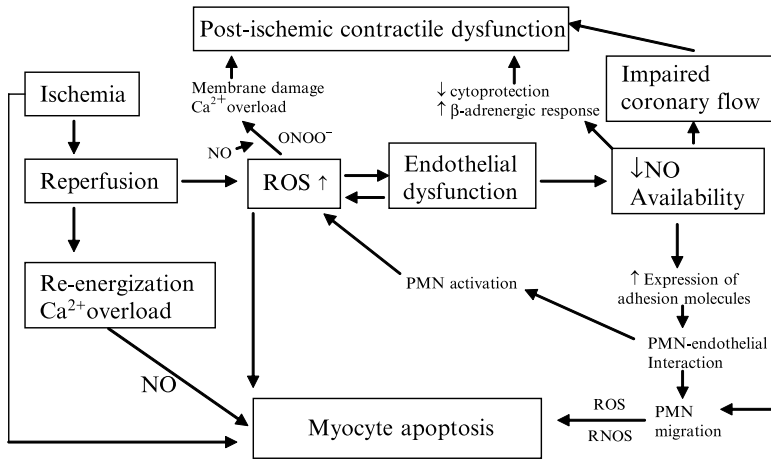 Post-ischemic contractile dysfunction
Ischemia
Membrane damage
Ca²⁺ overload
↓ cytoprotection
↑ β-adrenergic response
Impaired
coronary flow
NO
ONOO⁻
Reperfusion
ROS ↑
Endothelial
dysfunction
↓NO
Availability
Re-energization
Ca²⁺ overload
PMN activation
↑ Expression of
adhesion molecules
PMN-endothelial
Interaction
NO
Myocyte apoptosis
ROS
RNOS
PMN
migration